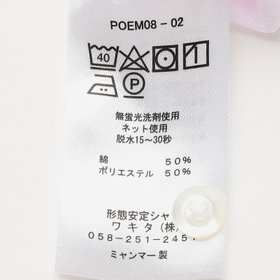 POEM08-02
40
P
無蛍光洗剤使用
ネット使用
脱水15~30秒
綿 50%
ポリエステル 50%
形態安定シャ
ワキタ(株)
058-251-2451
ミャンマー製